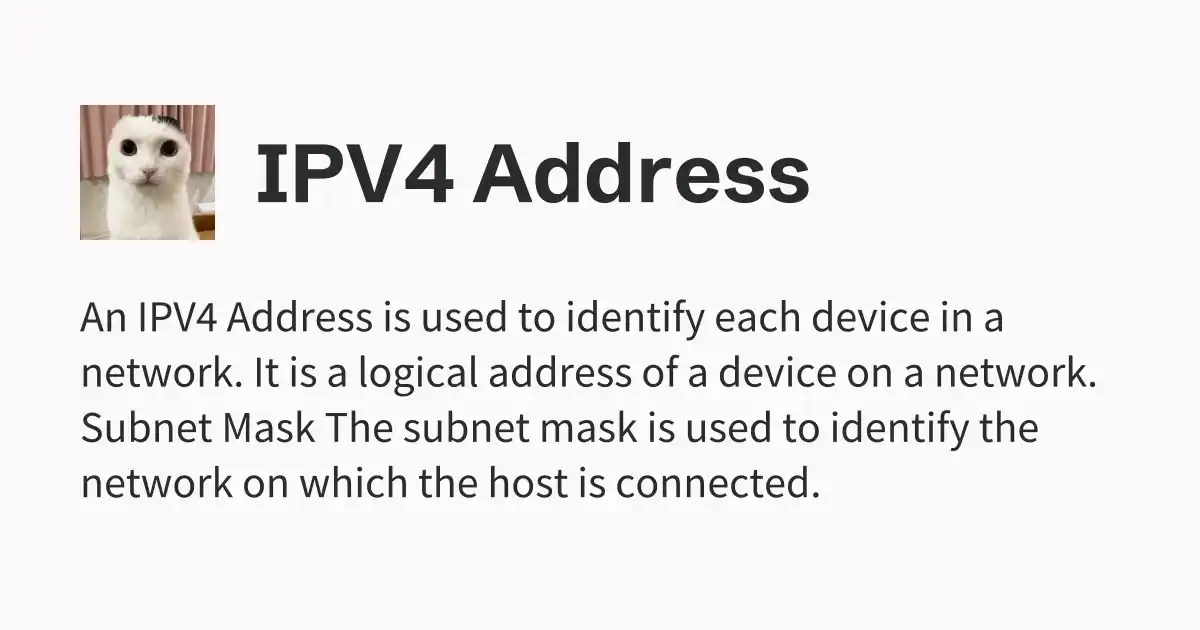 IPV4 Address
An IPV4 Address is used to identify each device in a
network. It is a logical address of a device on a network.
Subnet Mask The subnet mask is used to identify the
network on which the host is connected.